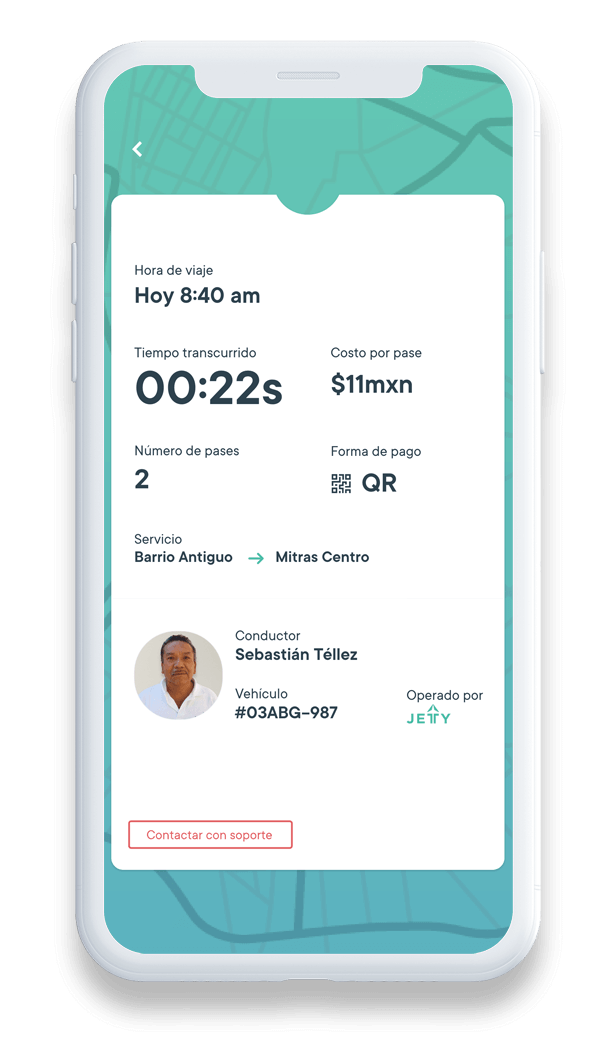 Hora de viaje
Hoy 8:40 am
Tiempo transcurrido
00:22s
Costo por pase
$11mxn
Número de pases
2
Forma de pago
QR
Servicio
Barrio Antiguo → Mitras Centro
Conductor
Sebastián Téllez
Vehículo
#03ABG-987
Operado por
JETTY
Contactar con soporte